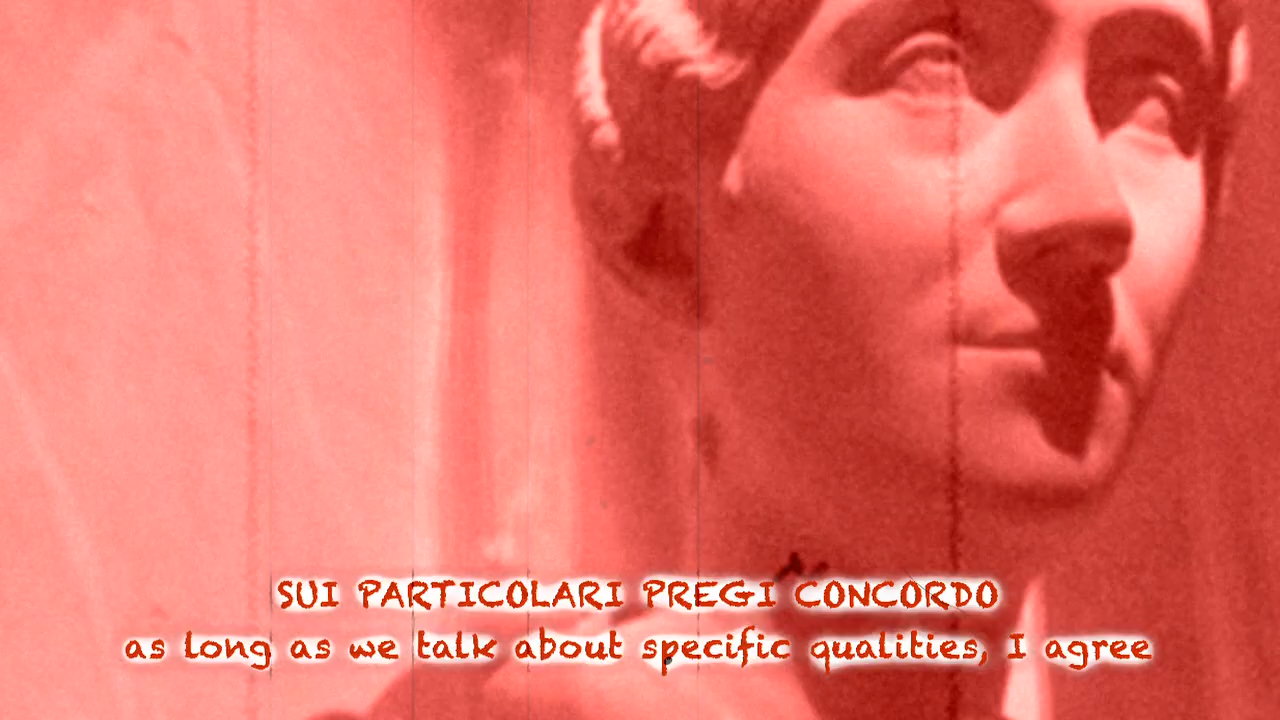 SUI PARTICOLARI PREGI CONCORDO
as long as we talk about specific qualities, I agree